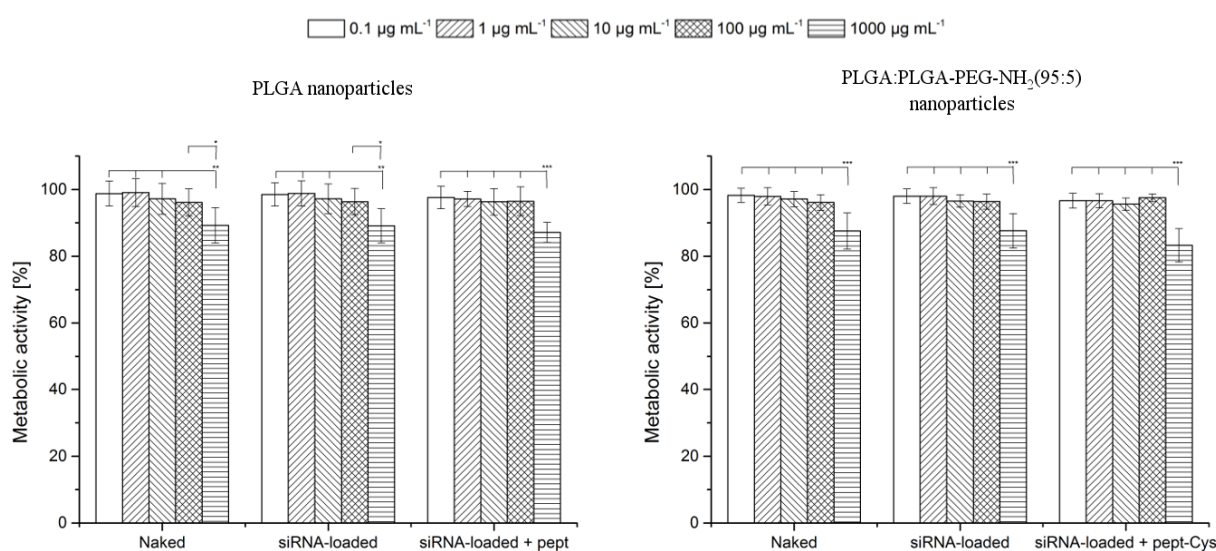 0.1 µg mL⁻¹ 1 µg mL⁻¹ 10 µg mL⁻¹ 100 µg mL⁻¹ 1000 µg mL⁻¹
PLGA nanoparticles
PLGA:PLGA-PEG-NH₂(95:5)
nanoparticles
* *
** ** *** *** *** ***
Metabolic activity [%]
100
80
60
40
20
0
Naked siRNA-loaded siRNA-loaded + pept
Metabolic activity [%]
100
80
60
40
20
0
Naked siRNA-loaded siRNA-loaded + pept-Cys